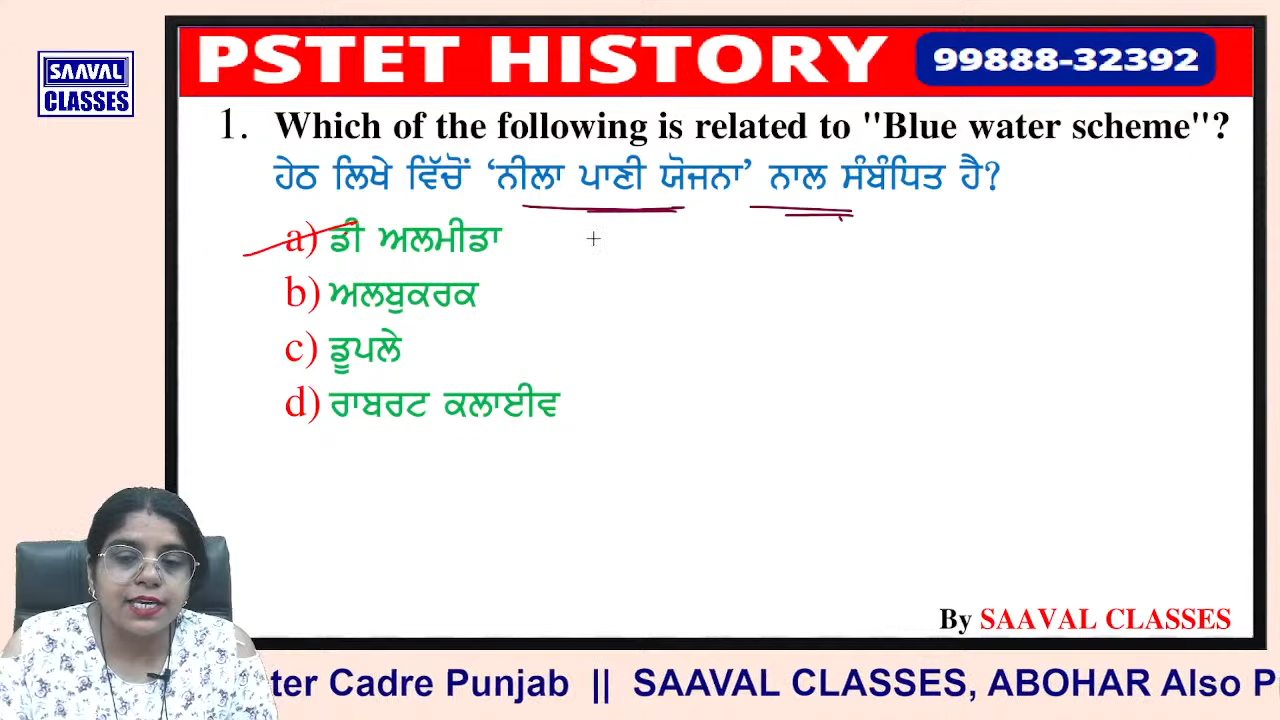 SAAVAL
CLASSES
PSTET HISTORY
99888-32392
1. Which of the following is related to "Blue water scheme"?
ਹੇਠ ਲਿਖੇ ਵਿੱਚੋਂ ‘ਨੀਲਾ ਪਾਣੀ ਯੋਜਨਾ’ ਨਾਲ ਸੰਬੰਧਿਤ ਹੈ?
a) ਡੀ ਅਲਮੀਡਾ
b) ਅਲਬੁਕਰਕ
c) ਡੂਪਲੇ
d) ਰਾਬਰਟ ਕਲਾਈਵ
By SAAVAL CLASSES
ter Cadre Punjab || SAAVAL CLASSES, ABOHAR Also P